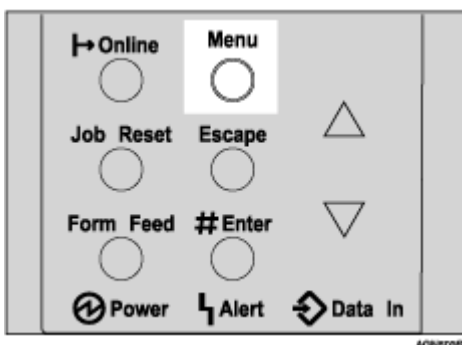 Online Menu
Job Reset Escape
Form Feed #Enter
Power Alert Data In